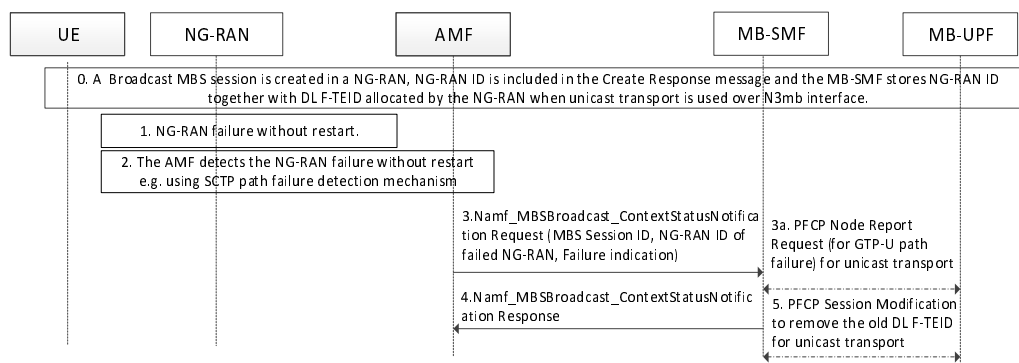 UE
NG-RAN
AMF
MB-SMF
MB-UPF
0. A Broadcast MBS session is created in a NG-RAN, NG-RAN ID is included in the Create Response message and the MB-SMF stores NG-RAN ID
together with DL F-TEID allocated by the NG-RAN when unicast transport is used over N3mb interface.
1. NG-RAN failure without restart.
2. The AMF detects the NG-RAN failure without restart
e.g. using SCTP path failure detection mechanism
3.Namf_MBSBroadcast_ContextStatusNotifica
tion Request (MBS Session ID, NG-RAN ID of
failed NG-RAN, Failure indication)
3a. PFCP Node Report
Request (for GTP-U path
failure) for unicast transport
4.Namf_MBSBroadcast_ContextStatusNotific
ation Response
5. PFCP Session Modification
to remove the old DL F-TEID
for unicast transport